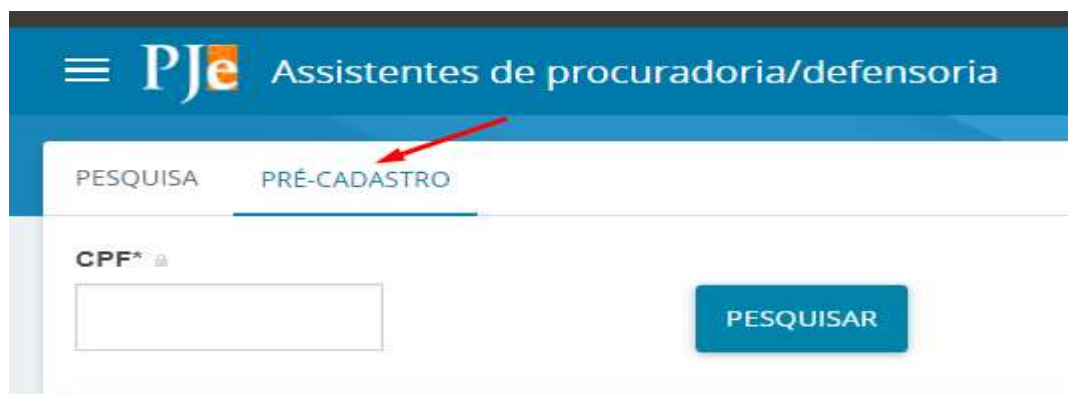 PJe Assistentes de procuradoria/defensoria
PESQUISA PRÉ-CADASTRO
CPF*
PESQUISAR